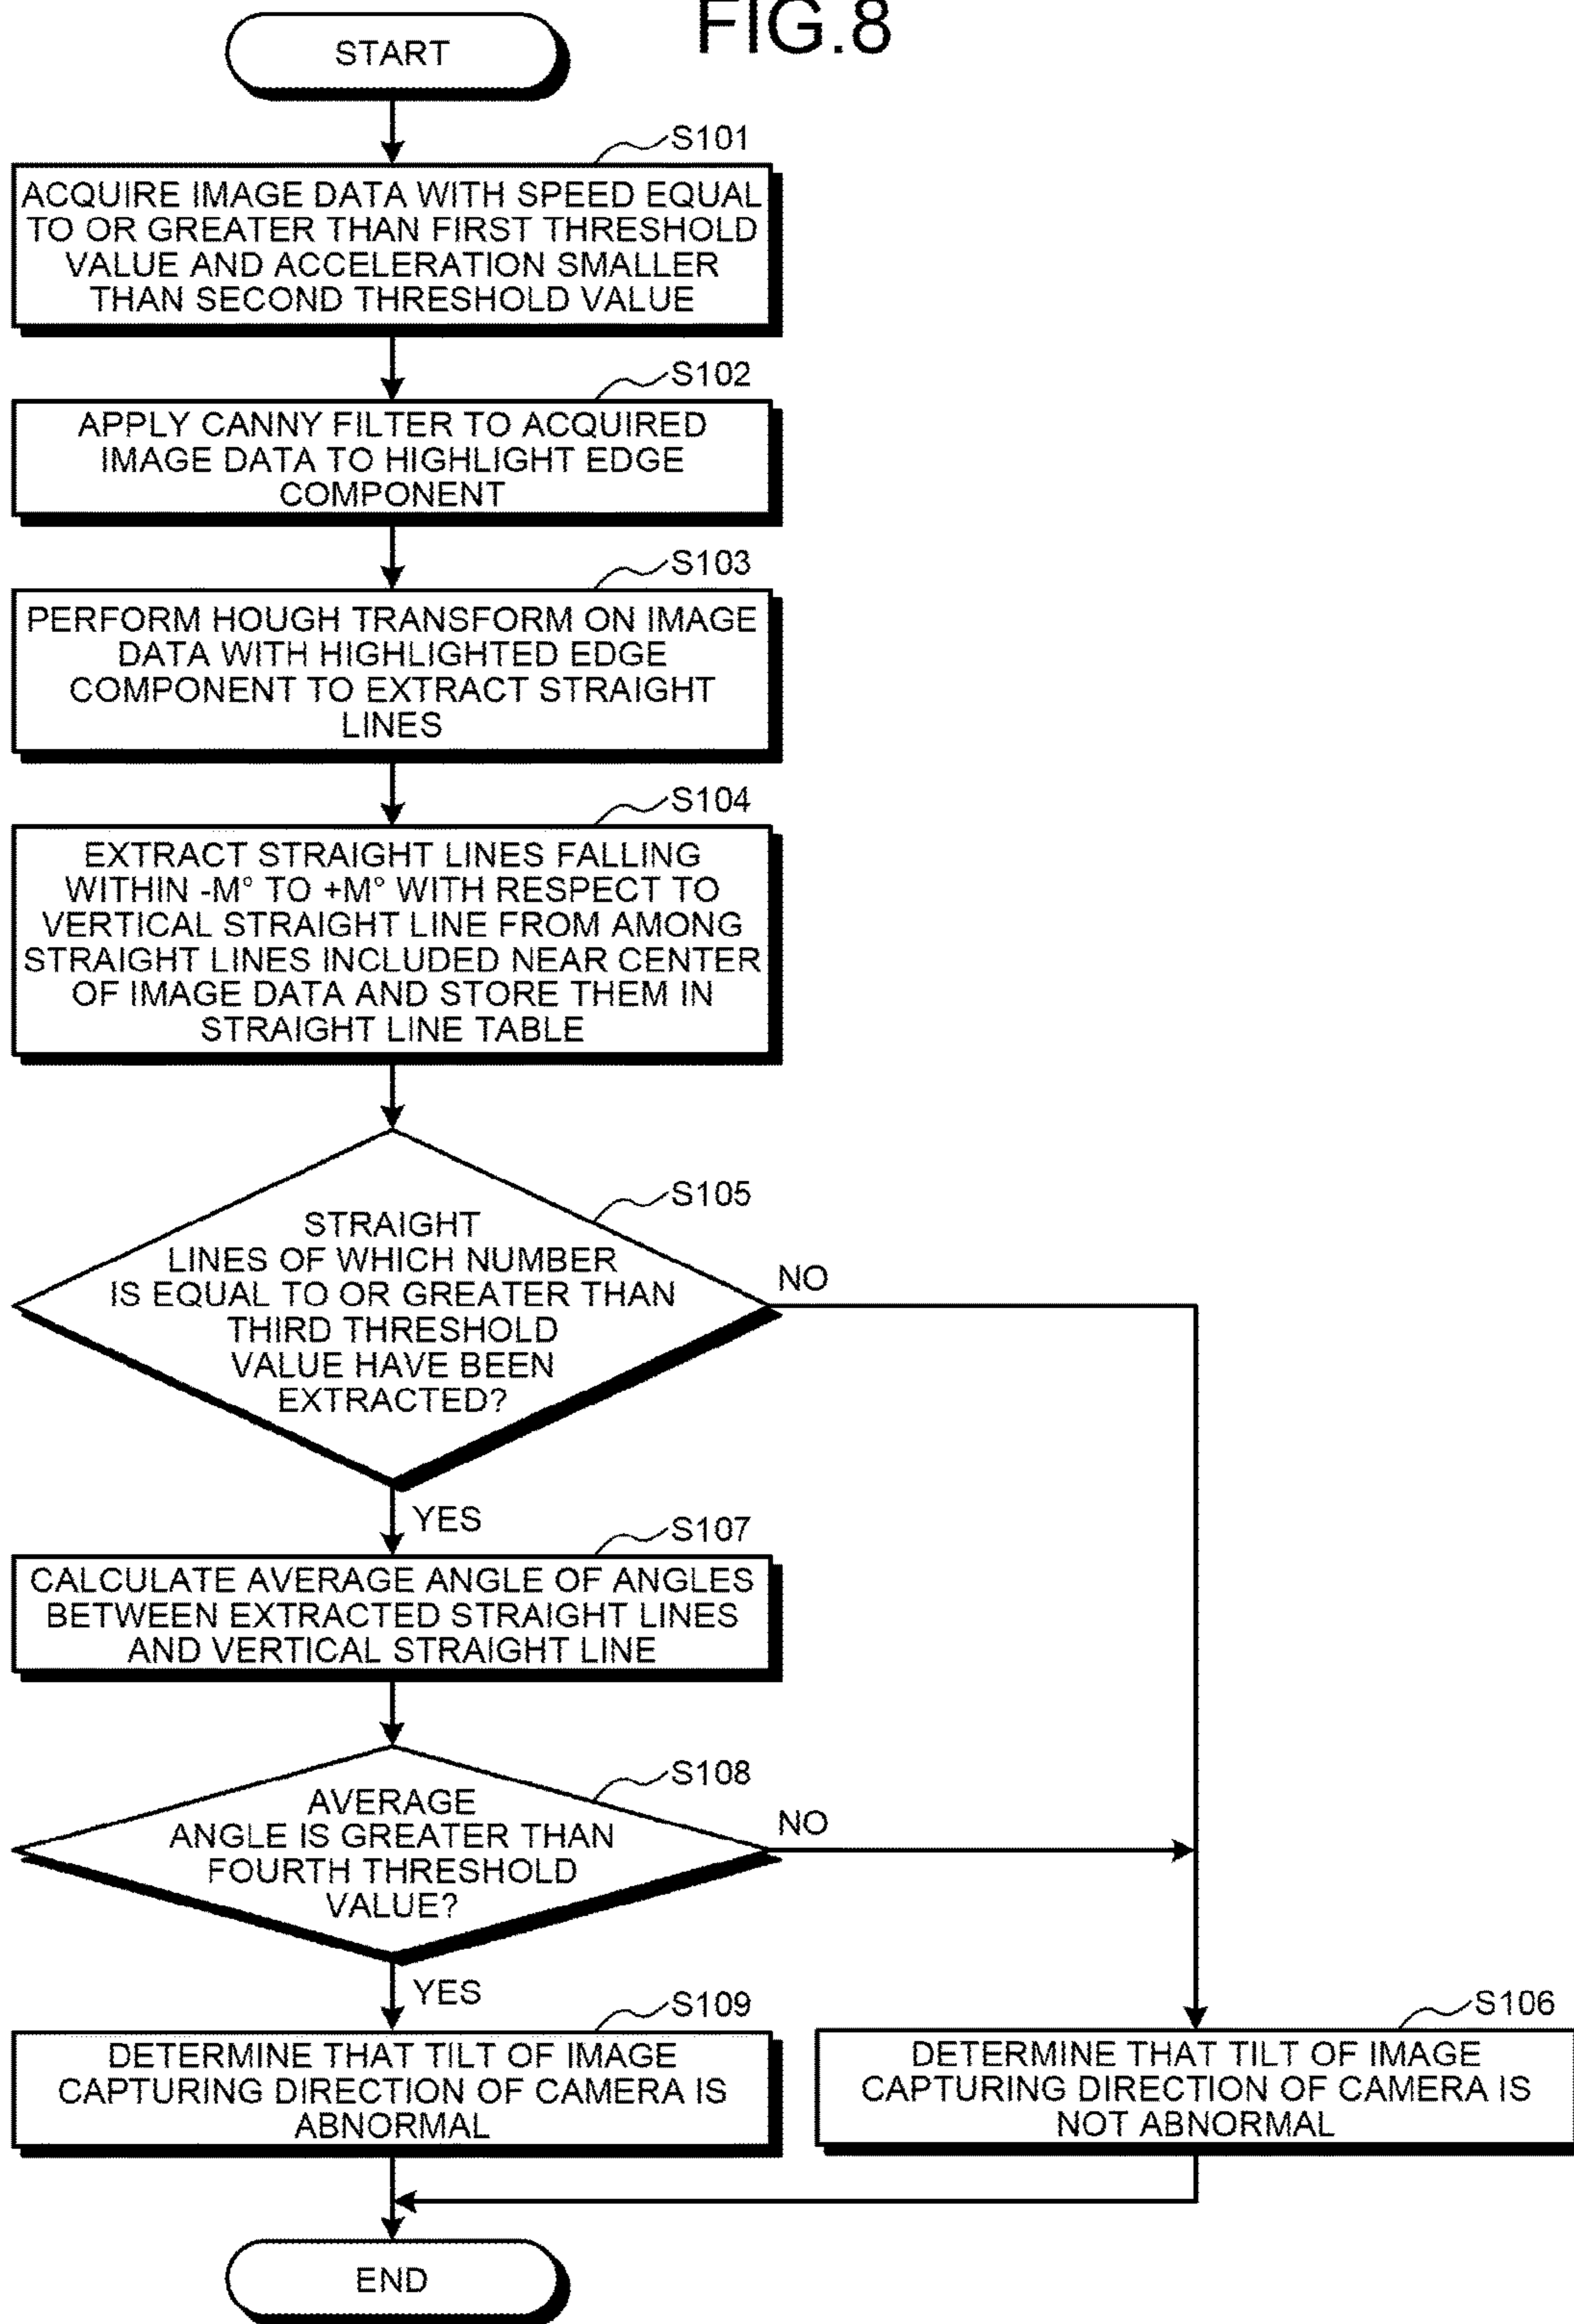 FIG.8
START
S101
ACQUIRE IMAGE DATA WITH SPEED EQUAL
TO OR GREATER THAN FIRST THRESHOLD
VALUE AND ACCELERATION SMALLER
THAN SECOND THRESHOLD VALUE
S102
APPLY CANNY FILTER TO ACQUIRED
IMAGE DATA TO HIGHLIGHT EDGE
COMPONENT
S103
PERFORM HOUGH TRANSFORM ON IMAGE
DATA WITH HIGHLIGHTED EDGE
COMPONENT TO EXTRACT STRAIGHT
LINES
S104
EXTRACT STRAIGHT LINES FALLING
WITHIN -M° TO +M° WITH RESPECT TO
VERTICAL STRAIGHT LINE FROM AMONG
STRAIGHT LINES INCLUDED NEAR CENTER
OF IMAGE DATA AND STORE THEM IN
STRAIGHT LINE TABLE
S105
STRAIGHT
LINES OF WHICH NUMBER
IS EQUAL TO OR GREATER THAN
THIRD THRESHOLD
VALUE HAVE BEEN
EXTRACTED?
NO
YES
S107
CALCULATE AVERAGE ANGLE OF ANGLES
BETWEEN EXTRACTED STRAIGHT LINES
AND VERTICAL STRAIGHT LINE
S108
AVERAGE
ANGLE IS GREATER THAN
FOURTH THRESHOLD
VALUE?
NO
YES
S109
DETERMINE THAT TILT OF IMAGE
CAPTURING DIRECTION OF CAMERA IS
ABNORMAL
S106
DETERMINE THAT TILT OF IMAGE
CAPTURING DIRECTION OF CAMERA IS
NOT ABNORMAL
END